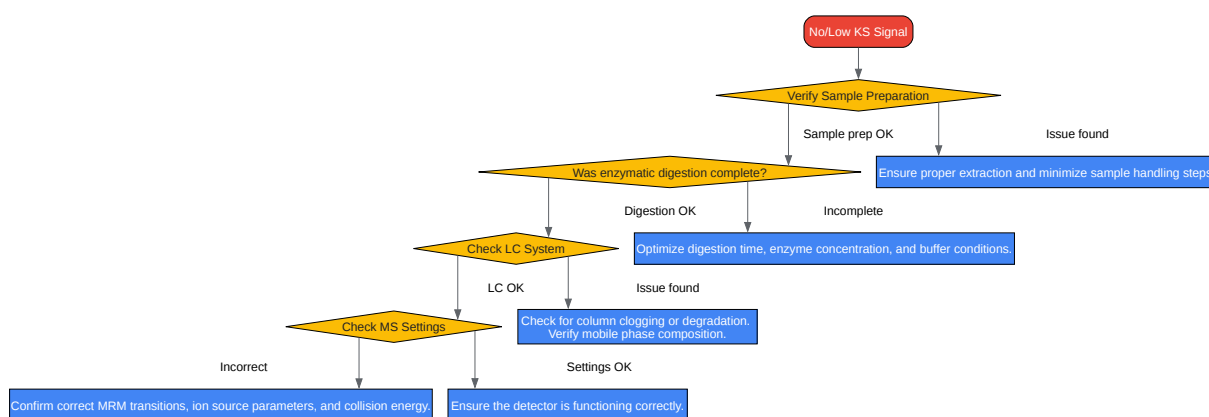 No/Low KS Signal
Verify Sample Preparation
Sample prep OK
Issue found
Was enzymatic digestion complete?
Ensure proper extraction and minimize sample handling steps
Digestion OK
Incomplete
Check LC System
Optimize digestion time, enzyme concentration, and buffer conditions.
LC OK
Issue found
Check MS Settings
Check for column clogging or degradation.
Verify mobile phase composition.
Incorrect
Settings OK
Confirm correct MRM transitions, ion source parameters, and collision energy.
Ensure the detector is functioning correctly.